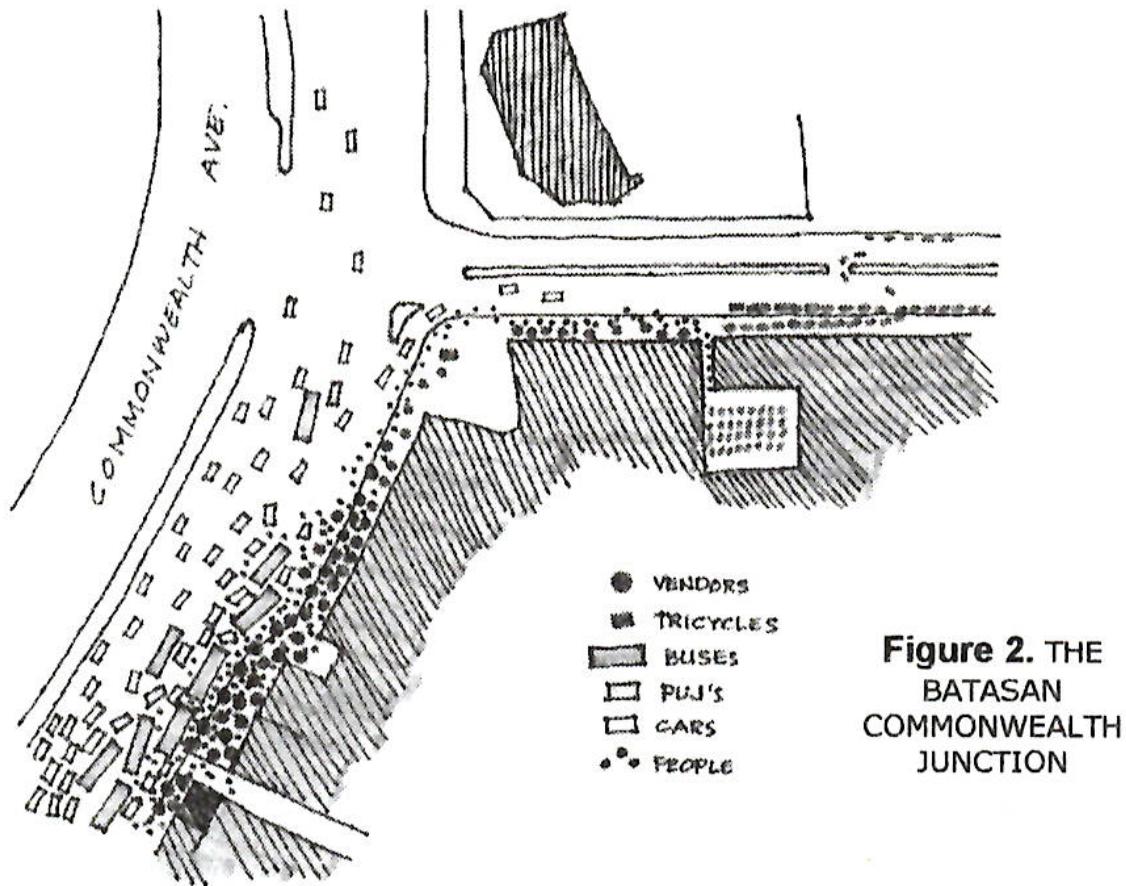 COMMONWEALTH AVE.
VENDORS
TRICYCLES
BUSES
PUJ'S
CARS
PEOPLE
Figure 2. THE
BATASAN
COMMONWEALTH
JUNCTION